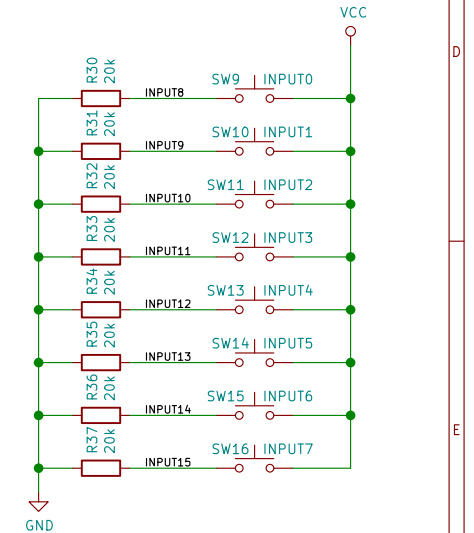 VCC
D
R30
20k
SW9 INPUT0
INPUT8
R31
20k
SW10 INPUT1
INPUT9
R32
20k
SW11 INPUT2
INPUT10
R33
20k
SW12 INPUT3
INPUT11
R34
20k
SW13 INPUT4
INPUT12
R35
20k
SW14 INPUT5
INPUT13
R36
20k
SW15 INPUT6
INPUT14
E
R37
20k
SW16 INPUT7
INPUT15
GND